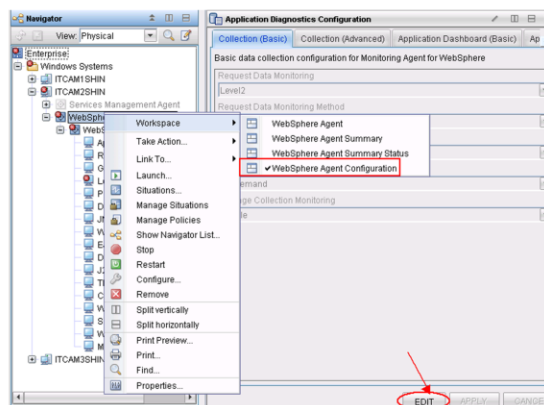 Navigator
View: Physical
Enterprise
Windows Systems
ITCAM1SHIN
ITCAM2SHIN
Services Management Agent
WebSphe
WebS
A
R
G
L
P
D
JM
W
E
D
J
T
C
W
S
W
M
ITCAM3SHIN
Workspace
Take Action...
Link To...
Launch...
Situations...
Manage Situations
Manage Policies
Show Navigator List...
Stop
Restart
Configure...
Remove
Split vertically
Split horizontally
Print Preview...
Print...
Find...
Properties...
WebSphere Agent
WebSphere Agent Summary
WebSphere Agent Summary Status
WebSphere Agent Configuration
Application Diagnostics Configuration
Collection (Basic) Collection (Advanced) Application Dashboard (Basic) Ap
Basic data collection configuration for Monitoring Agent for WebSphere
Request Data Monitoring
Level2
Request Data Monitoring Method
emand
ge Collection Monitoring
le
EDIT APPLY CANCE